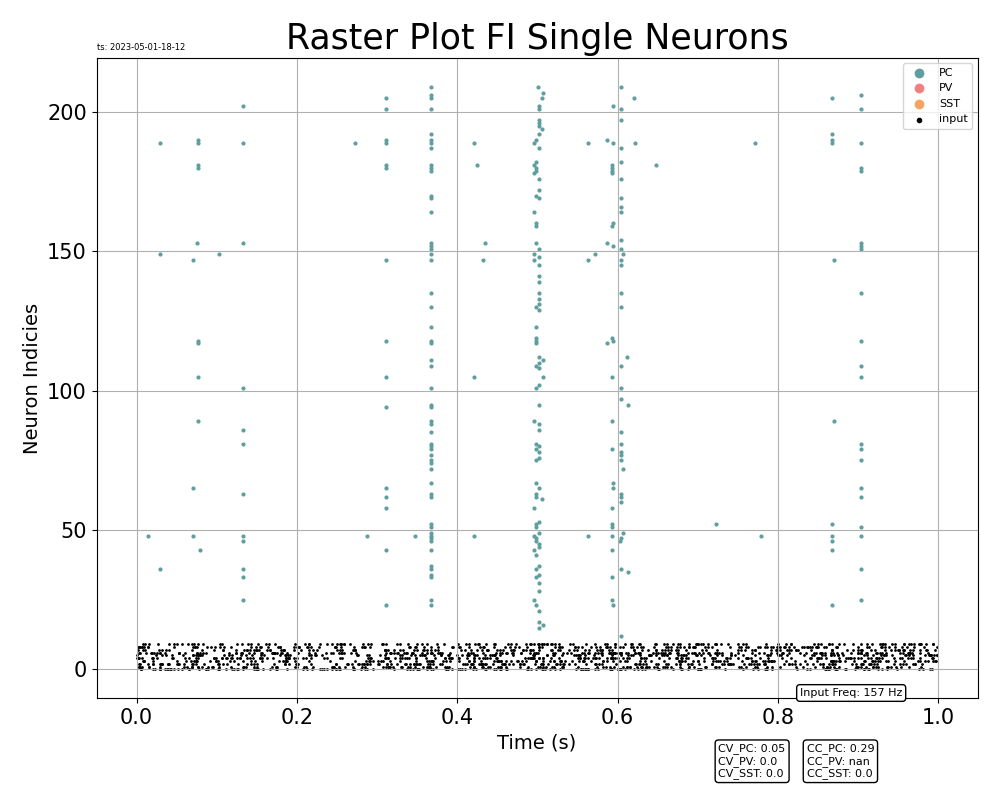 Raster Plot FI Single Neurons
ts: 2023-05-01-18-12
PC
PV
SST
input
200
150
100
50
0
Neuron Indicies
0.0 0.2 0.4 0.6 0.8 1.0
Time (s)
Input Freq: 157 Hz
CV_PC: 0.05
CV_PV: 0.0
CV_SST: 0.0
CC_PC: 0.29
CC_PV: nan
CC_SST: 0.0